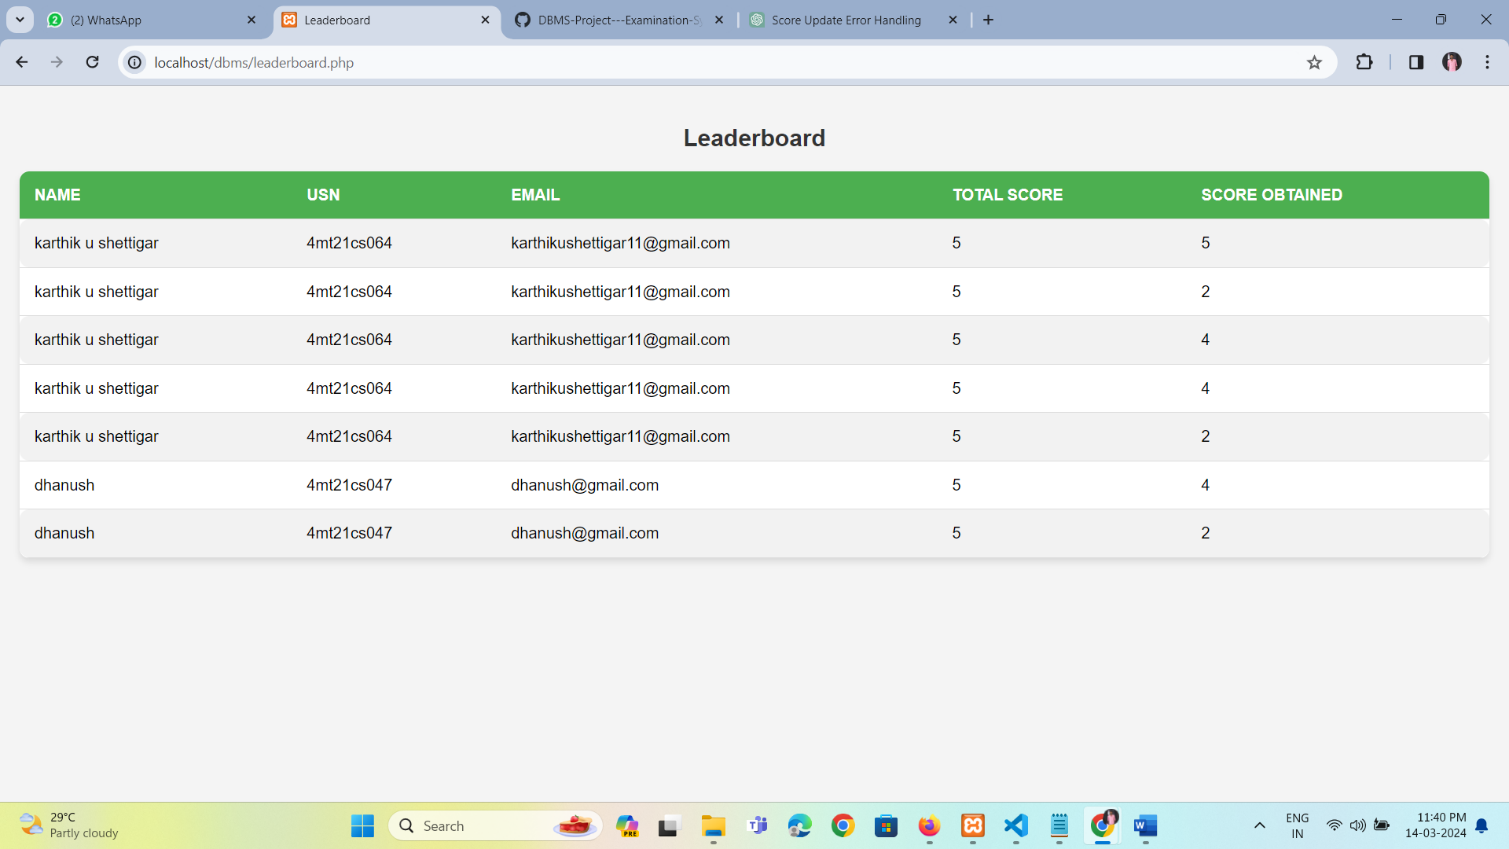 (2) WhatsApp
Leaderboard
DBMS-Project---Examination-Sy
Score Update Error Handling
localhost/dbms/leaderboard.php
Leaderboard
NAME USN EMAIL TOTAL SCORE SCORE OBTAINED
karthik u shettigar 4mt21cs064 karthikushettigar11@gmail.com 5 5
karthik u shettigar 4mt21cs064 karthikushettigar11@gmail.com 5 2
karthik u shettigar 4mt21cs064 karthikushettigar11@gmail.com 5 4
karthik u shettigar 4mt21cs064 karthikushettigar11@gmail.com 5 4
karthik u shettigar 4mt21cs064 karthikushettigar11@gmail.com 5 2
dhanush 4mt21cs047 dhanush@gmail.com 5 4
dhanush 4mt21cs047 dhanush@gmail.com 5 2
29°C
Partly cloudy
Search
PRE
ENG
IN
11:40 PM
14-03-2024